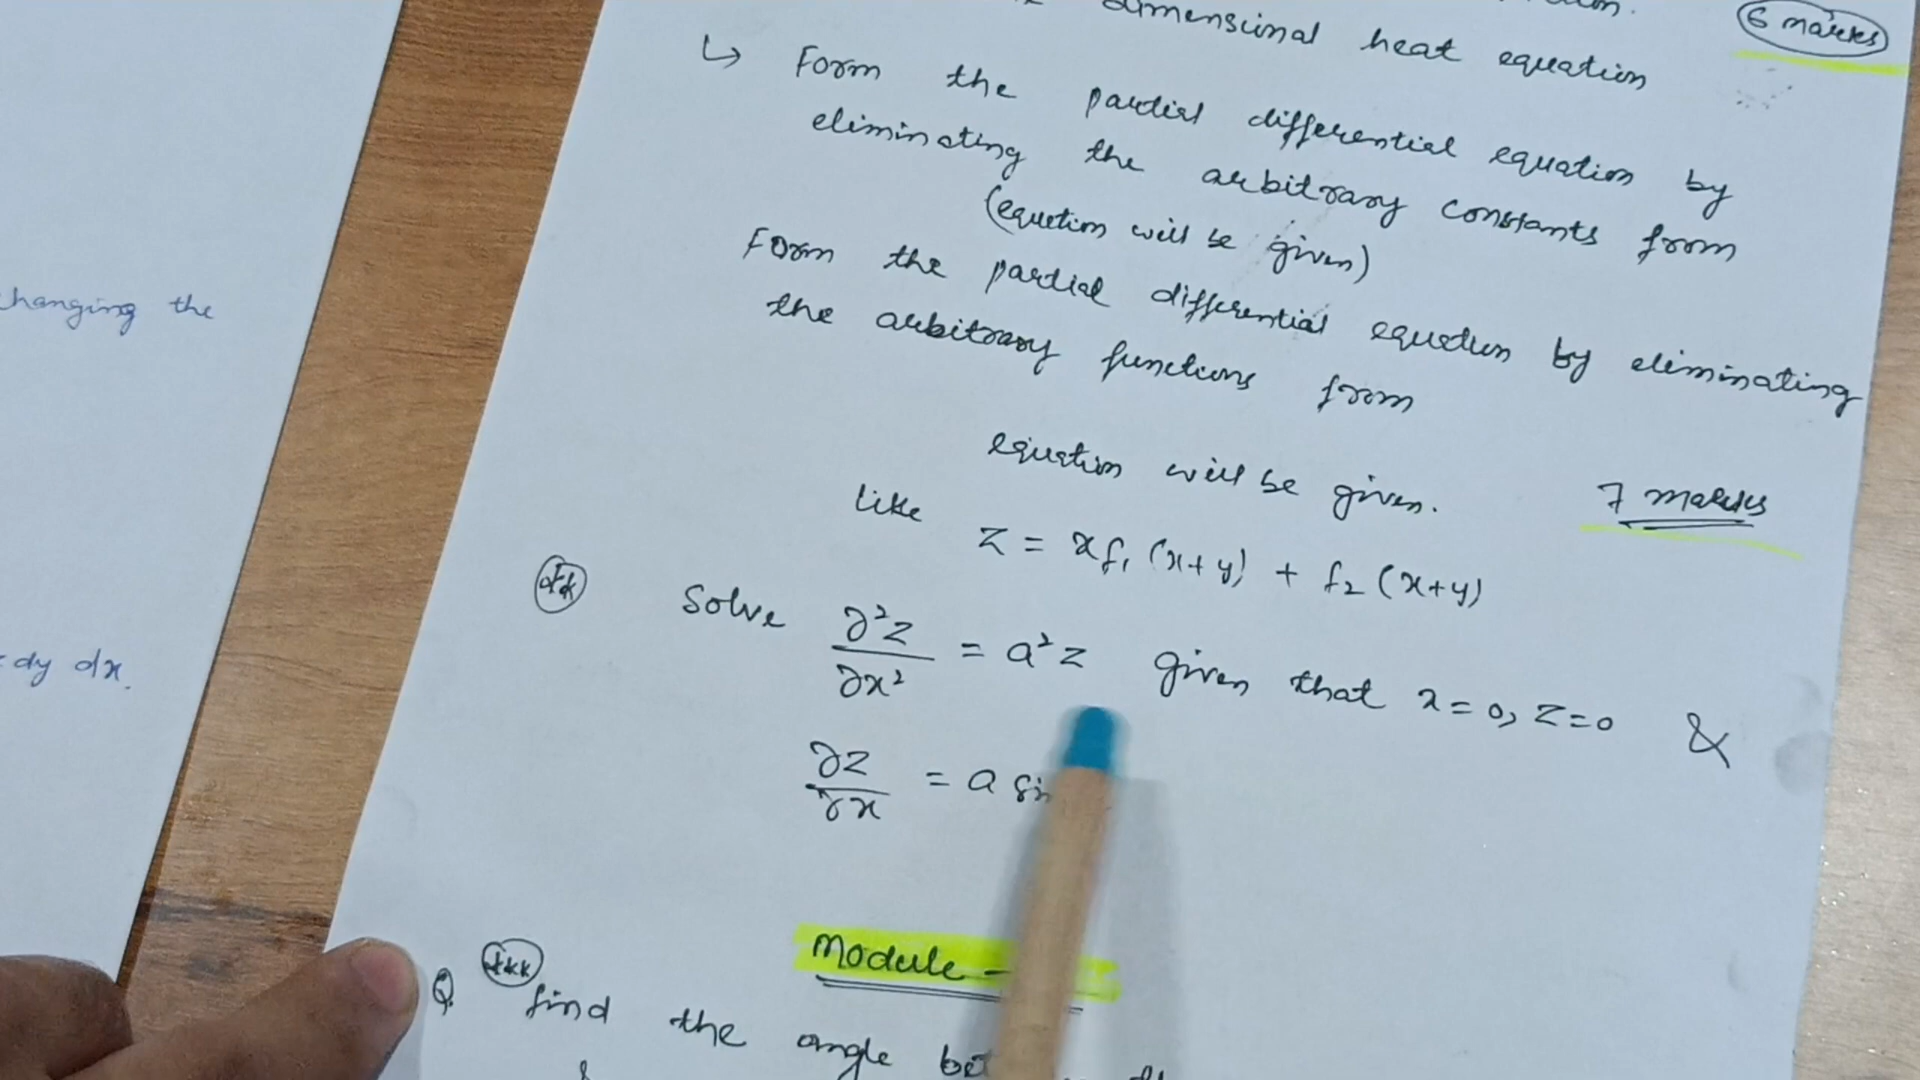 dimensional heat equation
6 marks
↳ Form the partial differential equation by
eliminating the arbitrary constants from
(equation will be given)
Form the partial differential equation by eliminating
the arbitrary functions from
equation will be given.
7 marks
like z = x f₁ (x+y) + f₂ (x+y)
Solve ∂²z/∂x² = a²z given that x=0, z=0 &
∂z/∂x = a
Module -
Q. find the angle
changing the
dy dx.